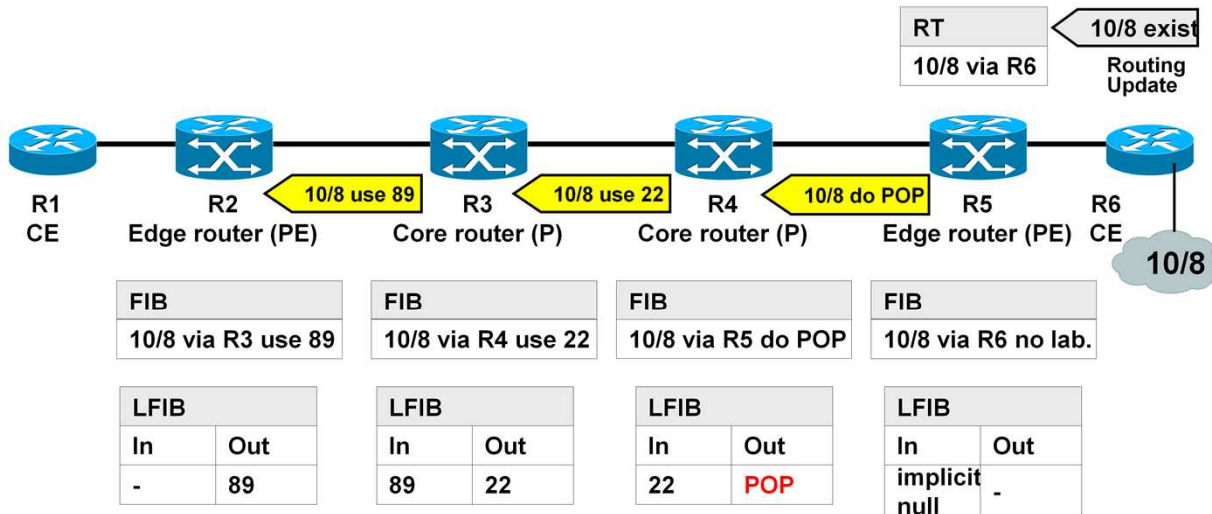 RT
10/8 via R6
10/8 exist
Routing
Update
R1
CE
R2
Edge router (PE)
10/8 use 89
R3
Core router (P)
10/8 use 22
R4
Core router (P)
10/8 do POP
R5
Edge router (PE)
R6
CE
10/8
FIB
10/8 via R3 use 89
FIB
10/8 via R4 use 22
FIB
10/8 via R5 do POP
FIB
10/8 via R6 no lab.
LFIB
In Out
- 89
LFIB
In Out
89 22
LFIB
In Out
22 POP
LFIB
In Out
implicit
null -